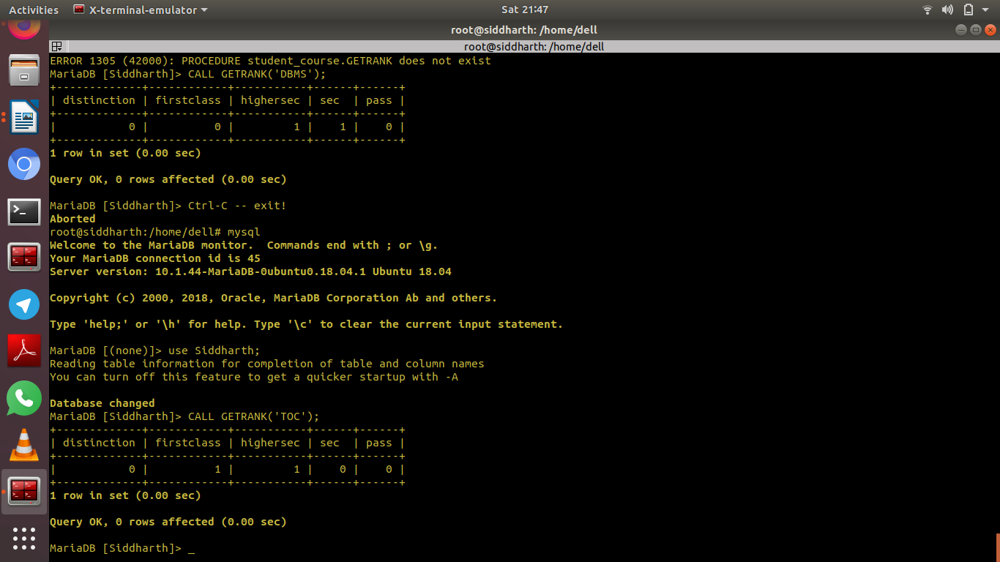 Activities X-terminal-emulator Sat 21:47
root@siddharth: /home/dell
root@siddharth: /home/dell
ERROR 1305 (42000): PROCEDURE student_course.GETRANK does not exist
MariaDB [Siddharth]> CALL GETRANK('DBMS');
+-------------+------------+-----------+------+------+
| distinction | firstclass | highersec | sec  | pass |
+-------------+------------+-----------+------+------+
|           0 |          0 |         1 |    1 |    0 |
+-------------+------------+-----------+------+------+
1 row in set (0.00 sec)
Query OK, 0 rows affected (0.00 sec)
MariaDB [Siddharth]> Ctrl-C -- exit!
Aborted
root@siddharth:/home/dell# mysql
Welcome to the MariaDB monitor.  Commands end with ; or \g.
Your MariaDB connection id is 45
Server version: 10.1.44-MariaDB-0ubuntu0.18.04.1 Ubuntu 18.04
Copyright (c) 2000, 2018, Oracle, MariaDB Corporation Ab and others.
Type 'help;' or '\h' for help. Type '\c' to clear the current input statement.
MariaDB [(none)]> use Siddharth;
Reading table information for completion of table and column names
You can turn off this feature to get a quicker startup with -A
Database changed
MariaDB [Siddharth]> CALL GETRANK('TOC');
+-------------+------------+-----------+------+------+
| distinction | firstclass | highersec | sec  | pass |
+-------------+------------+-----------+------+------+
|           0 |          1 |         1 |    0 |    0 |
+-------------+------------+-----------+------+------+
1 row in set (0.00 sec)
Query OK, 0 rows affected (0.00 sec)
MariaDB [Siddharth]> _